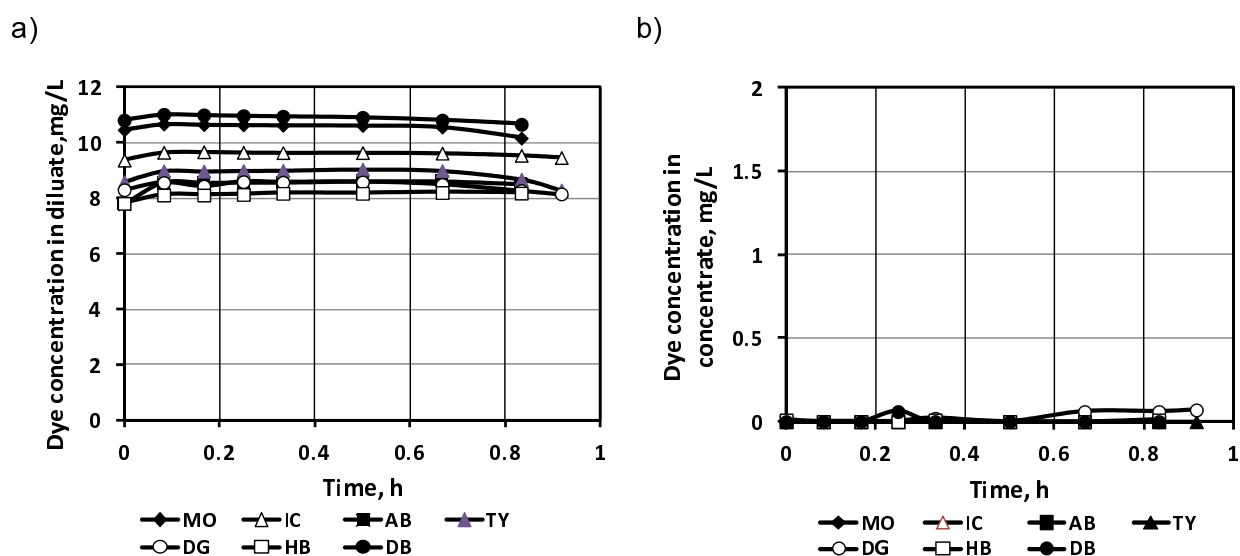 a)
Dye concentration in diluate,mg/L
12
10
8
6
4
2
0
0 0.2 0.4 0.6 0.8 1
Time, h
MO IC AB TY
DG HB DB
b)
Dye concentration in
concentrate, mg/L
2
1.5
1
0.5
0
0 0.2 0.4 0.6 0.8 1
Time, h
MO IC AB TY
DG HB DB